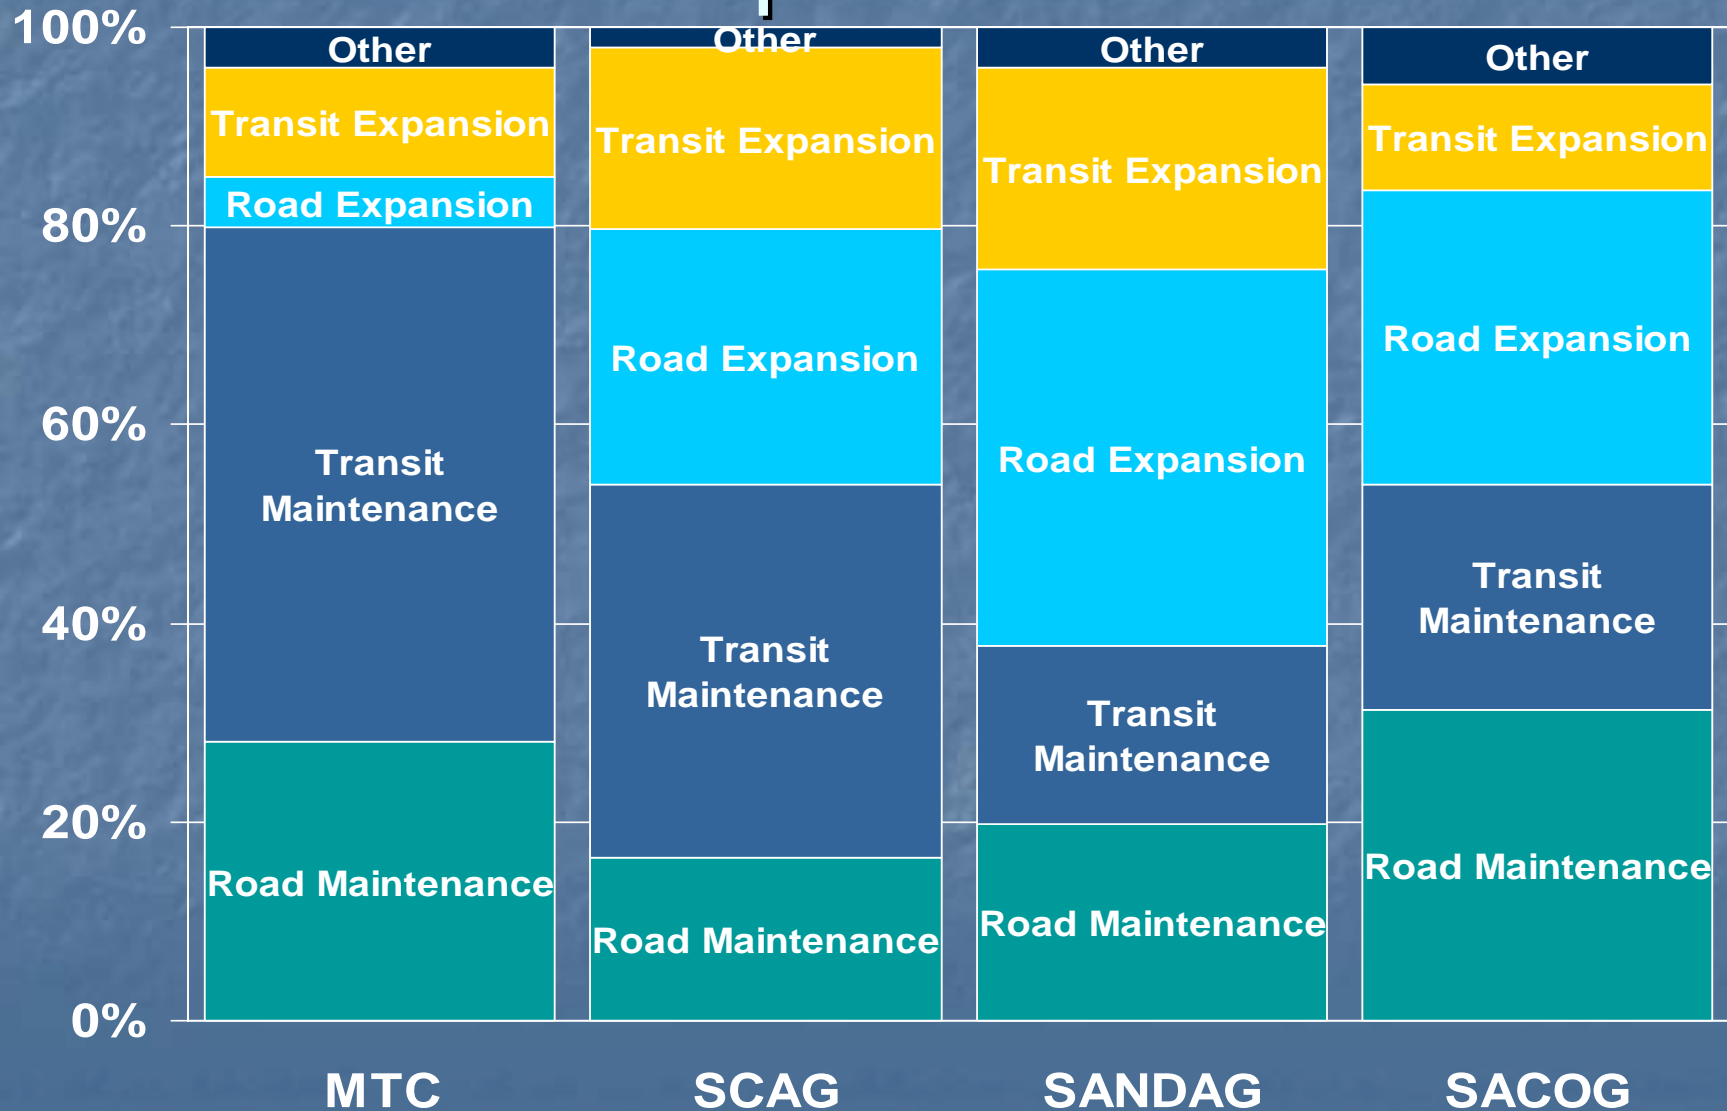 100%
80%
60%
40%
20%
0%
Other
Transit Expansion
Road Expansion
Transit
Maintenance
Road Maintenance
Other
Transit Expansion
Road Expansion
Transit
Maintenance
Road Maintenance
Other
Transit Expansion
Road Expansion
Transit
Maintenance
Road Maintenance
Other
Transit Expansion
Road Expansion
Transit
Maintenance
Road Maintenance
MTC
SCAG
SANDAG
SACOG